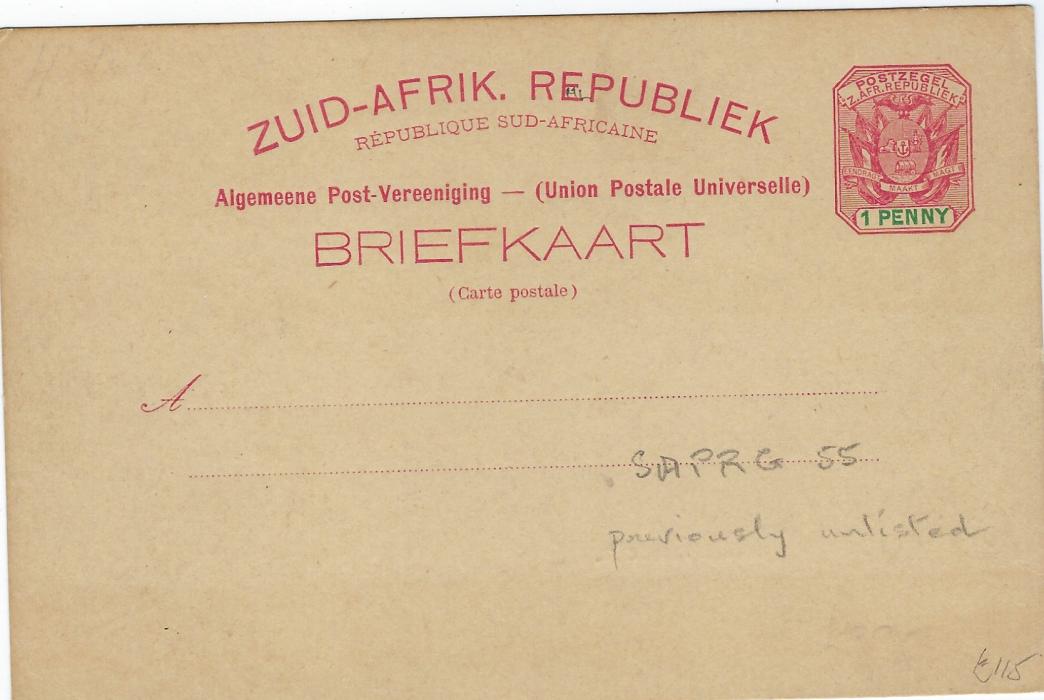 ZUID-AFRIK. REPUBLIEK
RÉPUBLIQUE SUD-AFRICAINE
POSTZEGEL
Z.AFR.REPUBLIEK
EENDRAGT MAAKT MAGT
1 PENNY
Algemeene Post-Vereeniging — (Union Postale Universelle)
BRIEFKAART
(Carte postale)
A
SAPRG 55
previously unlisted
£115